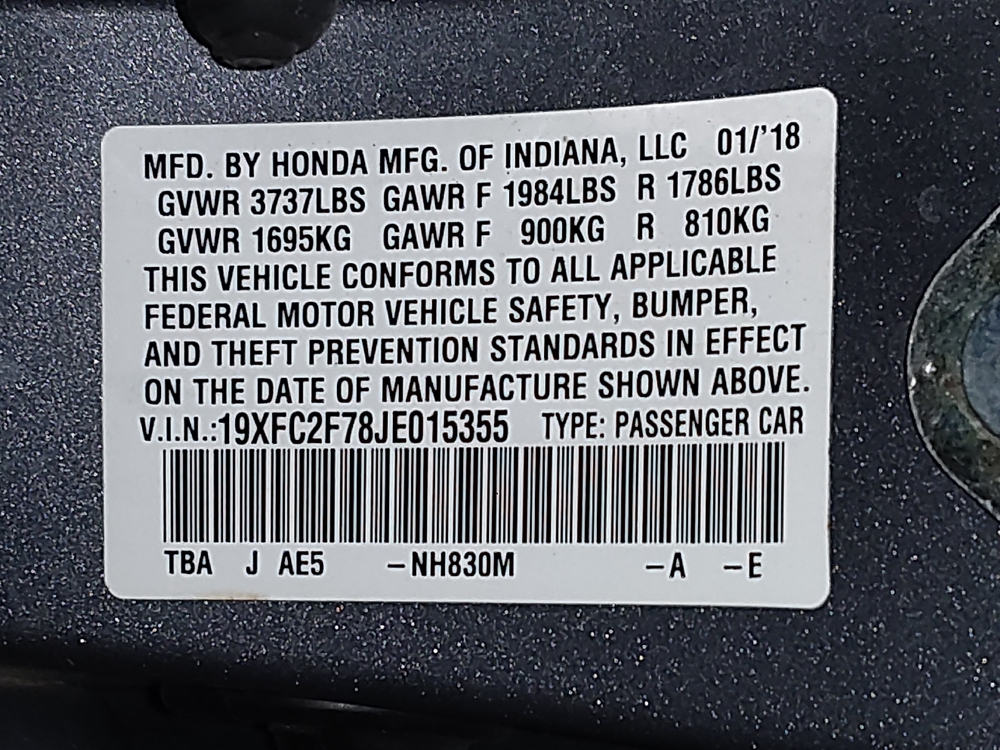 MFD. BY HONDA MFG. OF INDIANA, LLC 01/'18
GVWR 3737LBS GAWR F 1984LBS R 1786LBS
GVWR 1695KG GAWR F 900KG R 810KG
THIS VEHICLE CONFORMS TO ALL APPLICABLE
FEDERAL MOTOR VEHICLE SAFETY, BUMPER,
AND THEFT PREVENTION STANDARDS IN EFFECT
ON THE DATE OF MANUFACTURE SHOWN ABOVE.
V.I.N.:19XFC2F78JE015355 TYPE: PASSENGER CAR
TBA J AE5 –NH830M –A –E